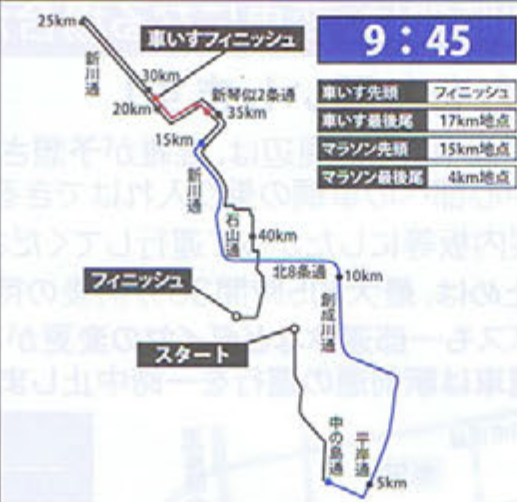 25km
車いすフィニッシュ
9：45
新川通
30km
20km
新琴似2条通
35km
15km
車いす先頭 フィニッシュ
車いす最後尾 17km地点
マラソン先頭 15km地点
マラソン最後尾 4km地点
新川通
石山通
40km
北8条通
10km
フィニッシュ
創成川通
スタート
中の島通
平岸通
5km